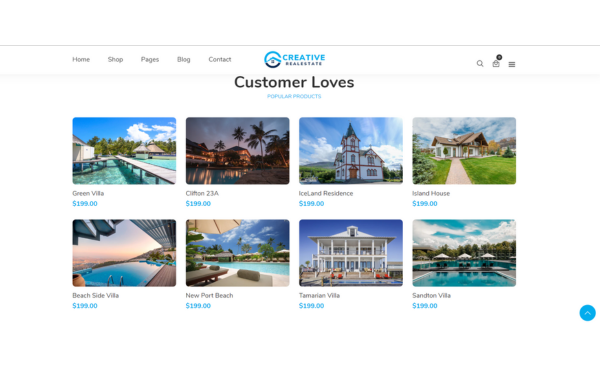 Home Shop Pages Blog Contact CREATIVE REALESTATE 0
Customer Loves
POPULAR PRODUCTS
Green Villa Clifton 23A IceLand Residence Island House
$199.00 $199.00 $199.00 $199.00
Beach Side Villa New Port Beach Tamarian Villa Sandton Villa
$199.00 $199.00 $199.00 $199.00